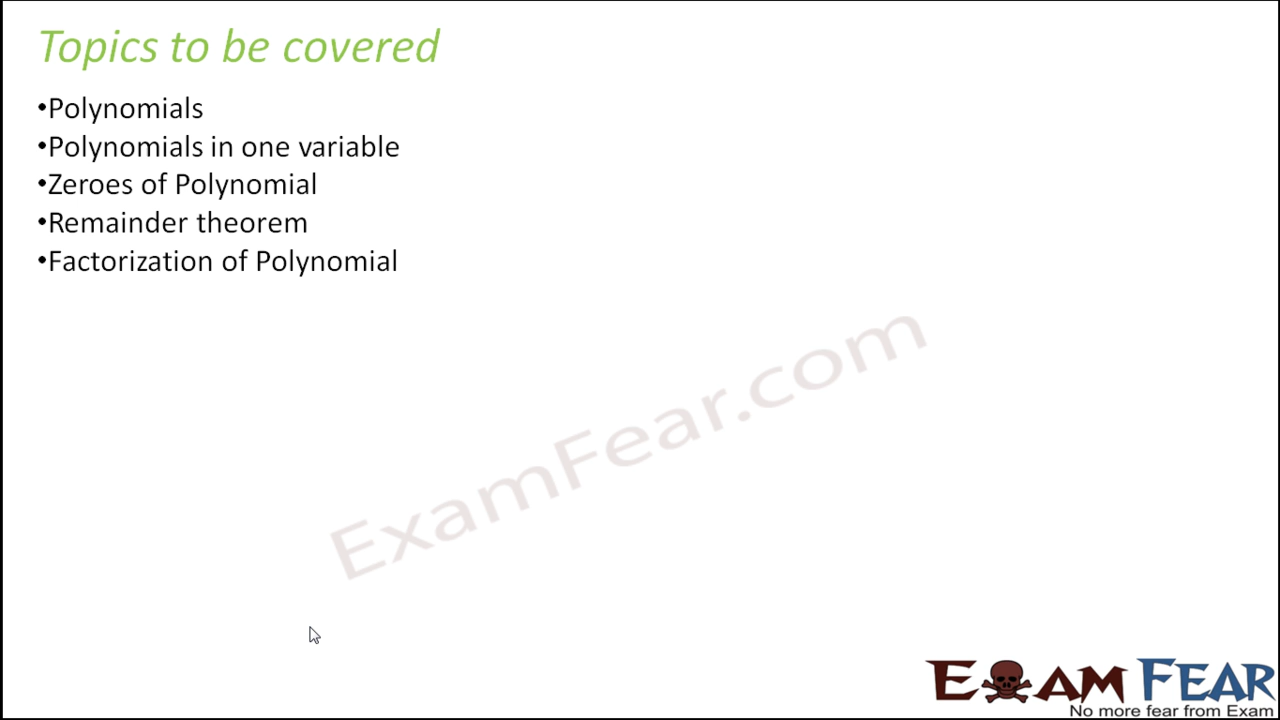 Topics to be covered
•Polynomials
•Polynomials in one variable
•Zeroes of Polynomial
•Remainder theorem
•Factorization of Polynomial
ExamFear.com
EXAM FEAR
No more fear from Exam